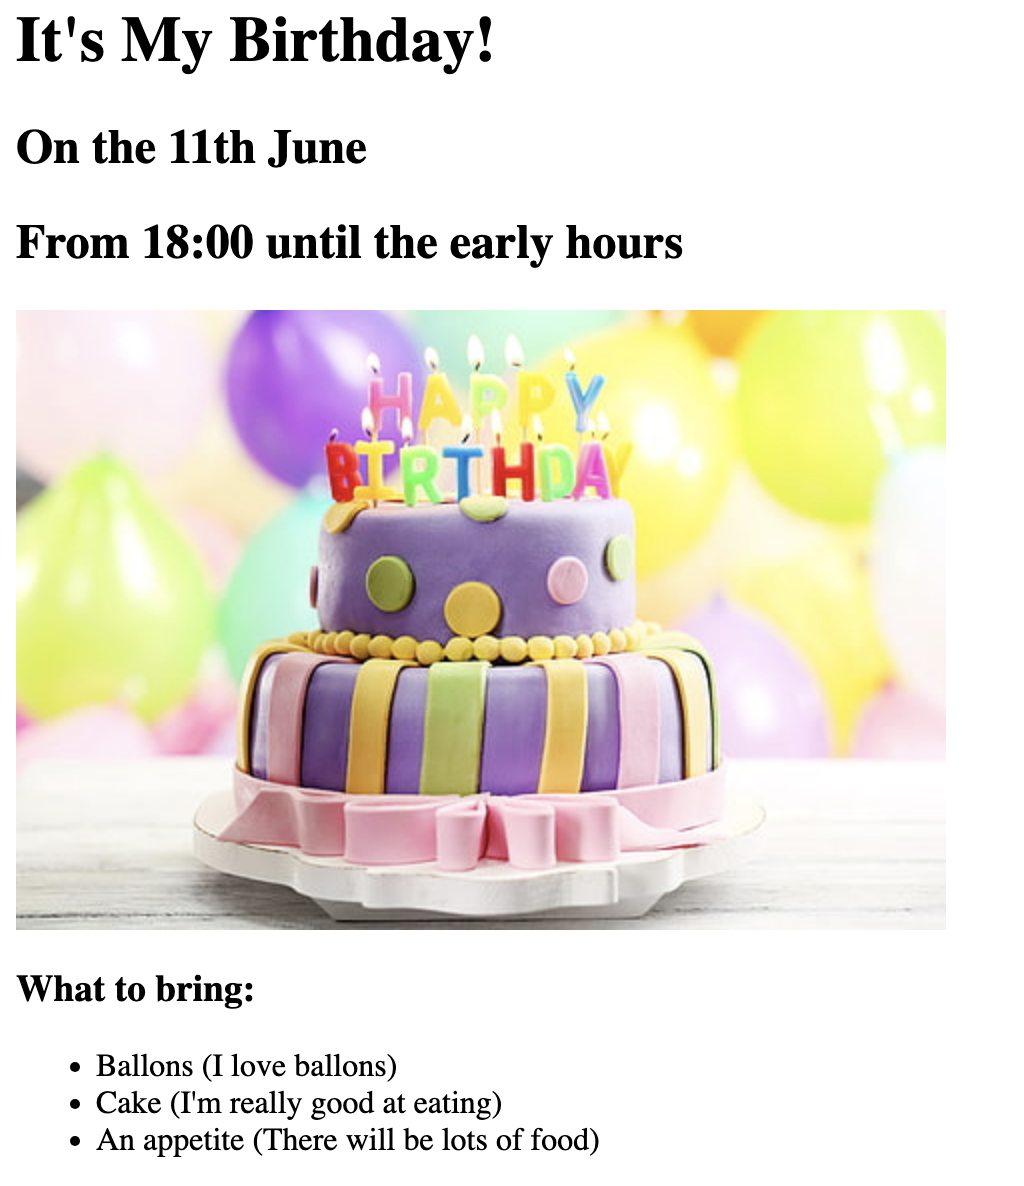 It's My Birthday!
On the 11th June
From 18:00 until the early hours
HAPPY
BIRTHDAY
What to bring:
Ballons (I love ballons)
Cake (I'm really good at eating)
An appetite (There will be lots of food)